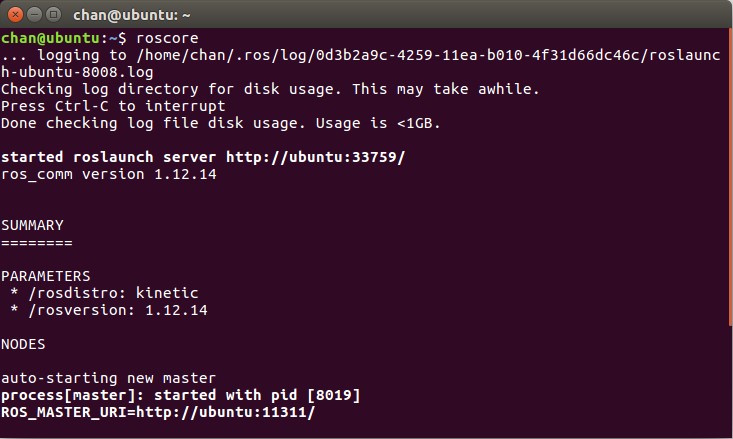 chan@ubuntu: ~
chan@ubuntu:~$ roscore
... logging to /home/chan/.ros/log/0d3b2a9c-4259-11ea-b010-4f31d66dc46c/roslaunc
h-ubuntu-8008.log
Checking log directory for disk usage. This may take awhile.
Press Ctrl-C to interrupt
Done checking log file disk usage. Usage is <1GB.

started roslaunch server http://ubuntu:33759/
ros_comm version 1.12.14

SUMMARY
========

PARAMETERS
 * /rosdistro: kinetic
 * /rosversion: 1.12.14

NODES

auto-starting new master
process[master]: started with pid [8019]
ROS_MASTER_URI=http://ubuntu:11311/